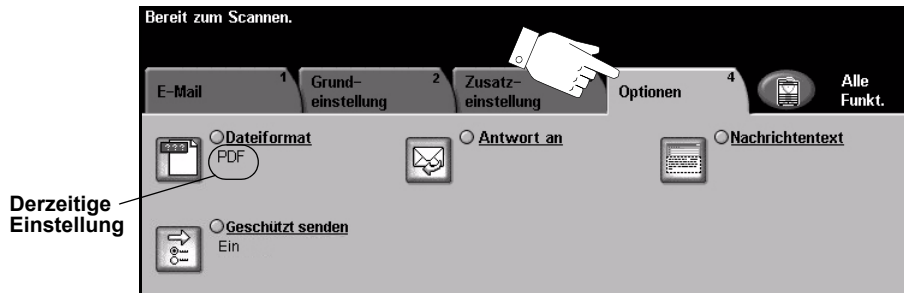 Bereit zum Scannen.
E-Mail 1
Grund-
einstellung 2
Zusatz-
einstellung
Optionen 4
Alle
Funkt.
Dateiformat
PDF
Antwort an
Nachrichtentext
Derzeitige
Einstellung
Geschützt senden
Ein